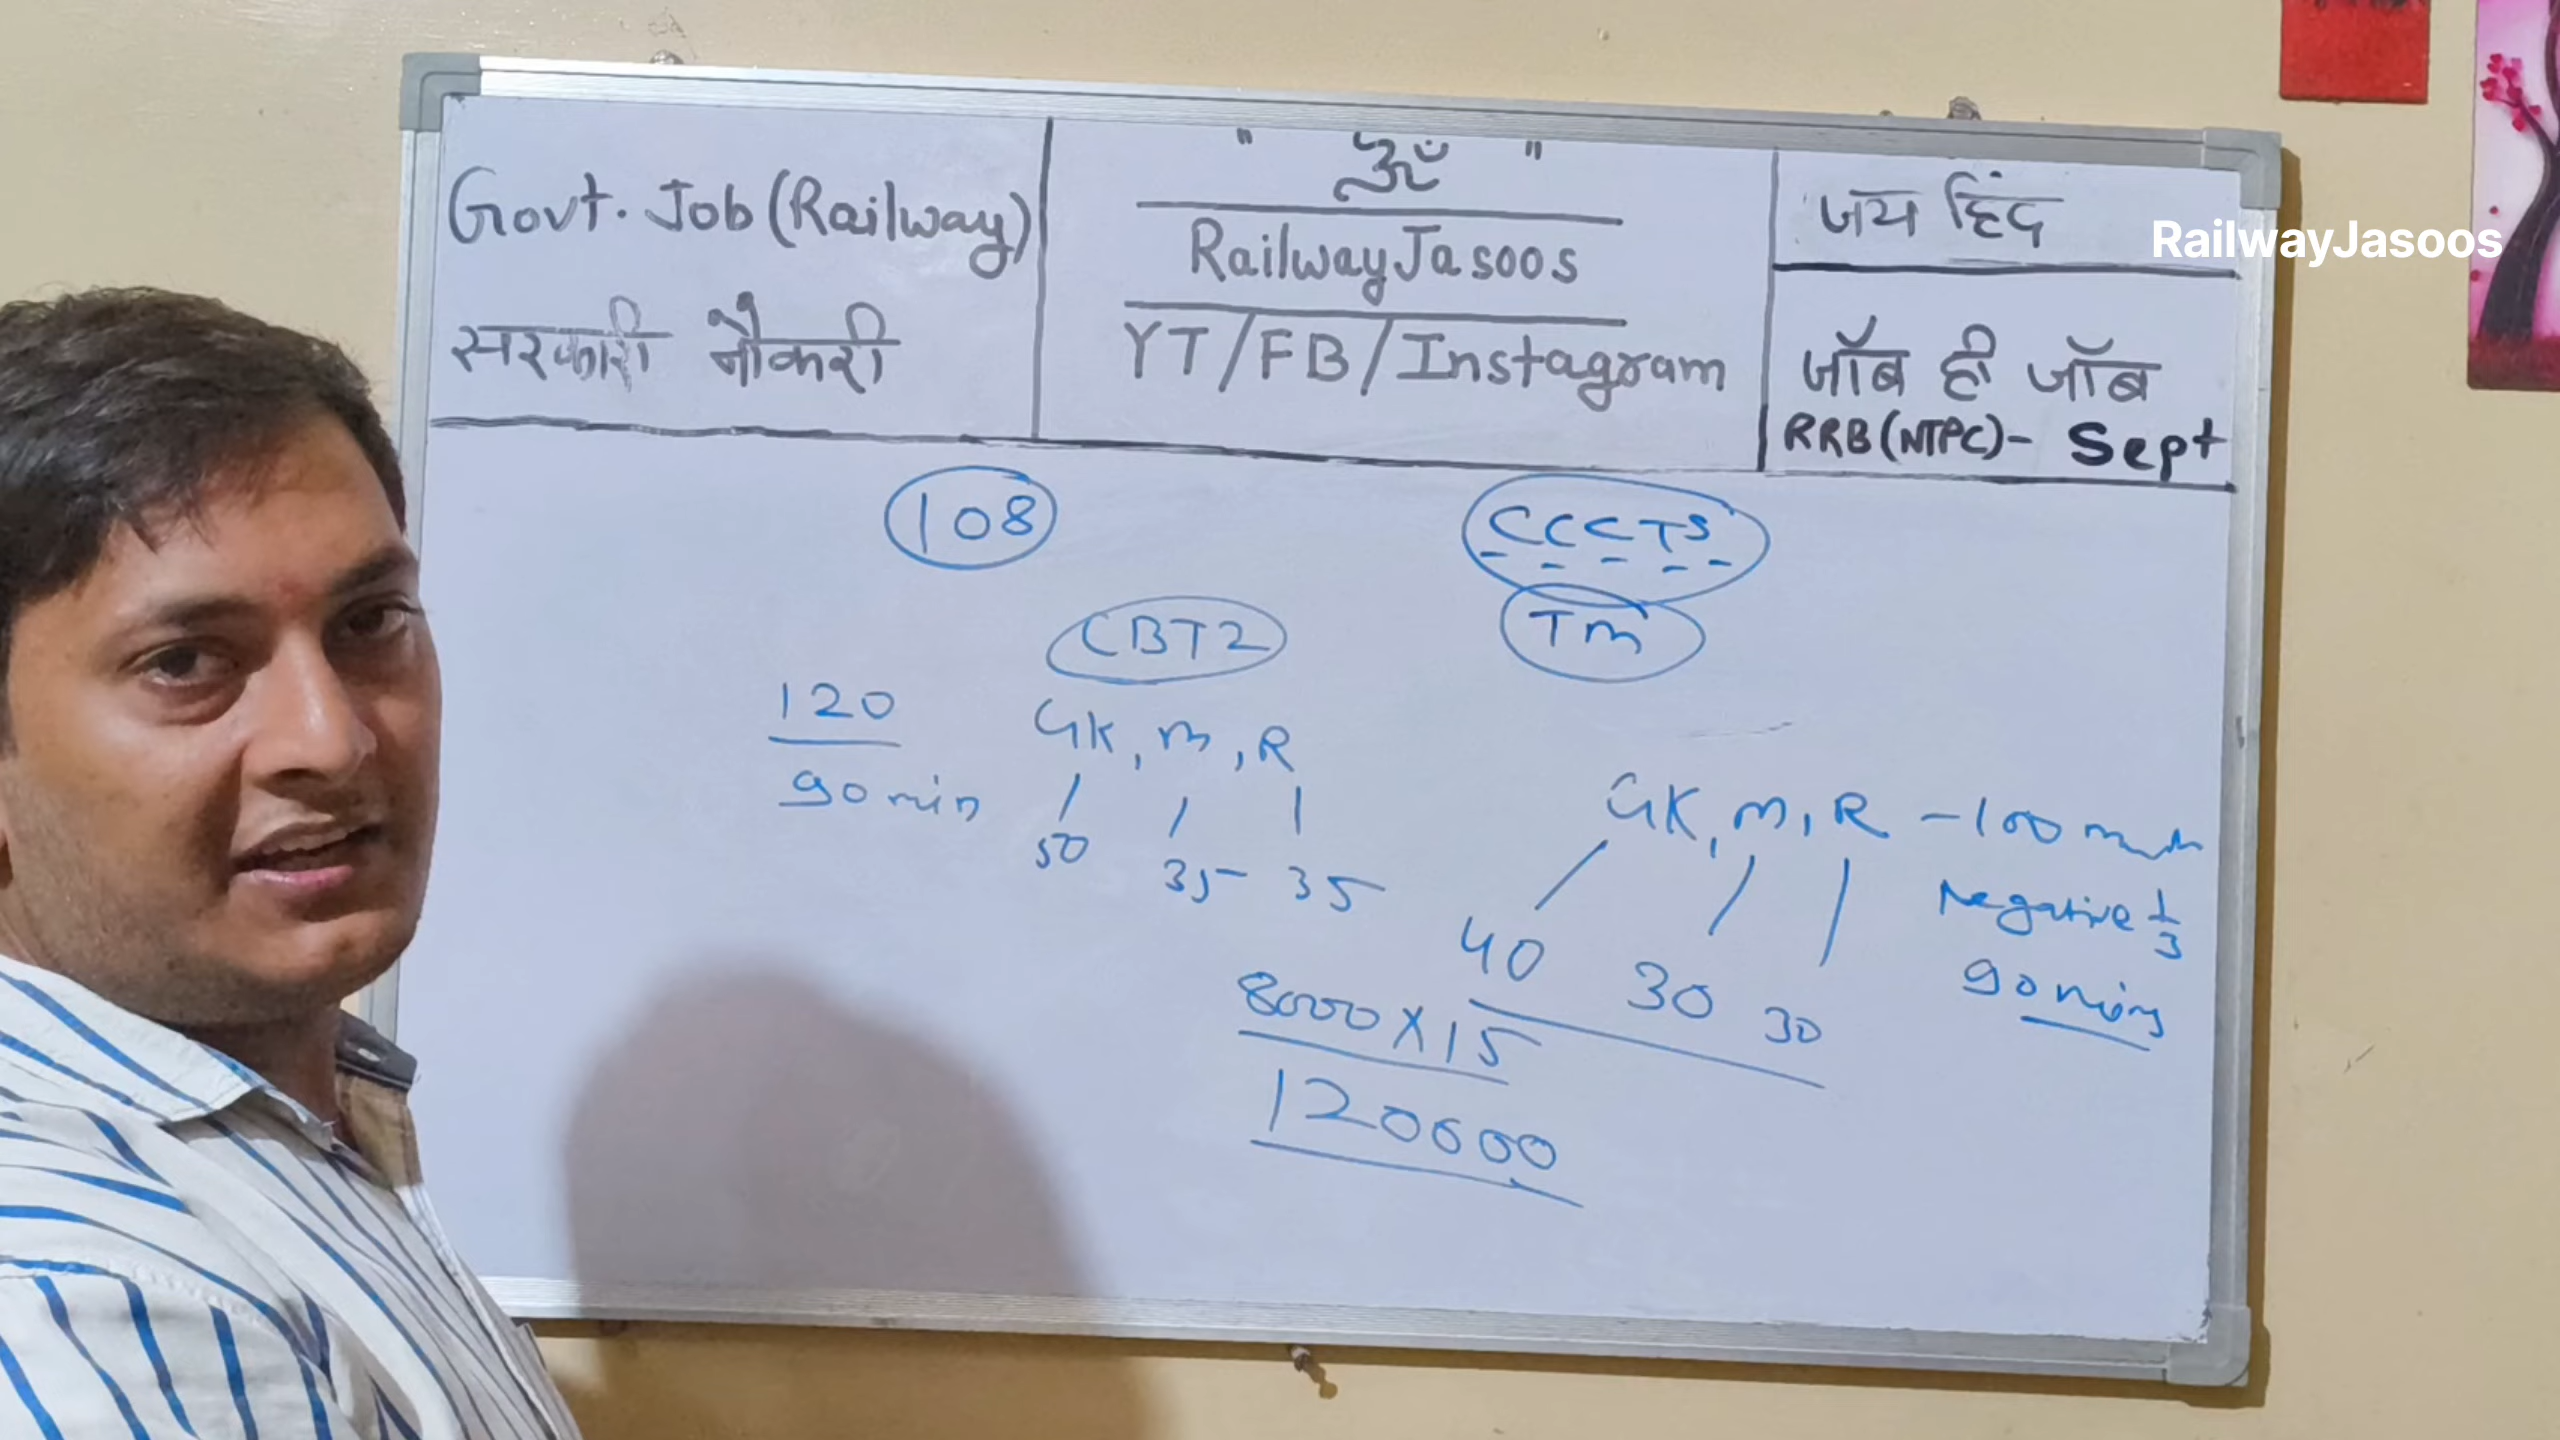 Govt. Job (Railway)
सरकारी नौकरी
" ॐ "
RailwayJasoos
YT/FB/Instagram
जय हिंद
RailwayJasoos
जॉब ही जॉब
RRB(NTPC)- Sept
108
CCCTS
TM
CBT2
120
90 min
GK, M, R
50 35 35
GK, M, R - 100
Negative 1/3
90 mins
40 30 30
8000 X 15
120000